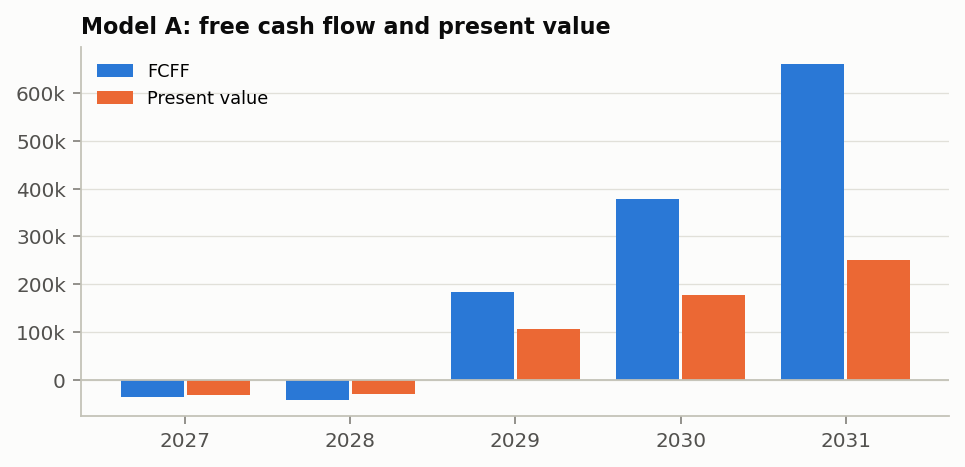 Model A: free cash flow and present value
FCFF
Present value
600k
500k
400k
300k
200k
100k
0
2027 2028 2029 2030 2031